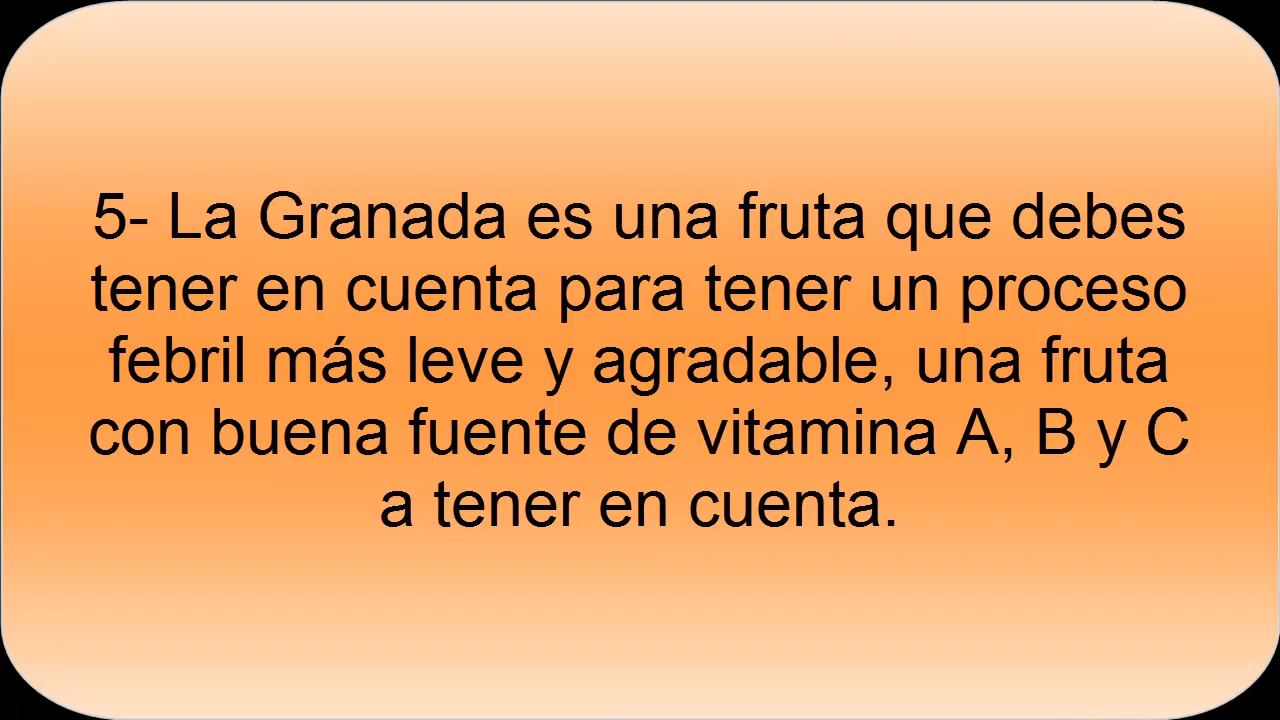 5- La Granada es una fruta que debes
tener en cuenta para tener un proceso
febril más leve y agradable, una fruta
con buena fuente de vitamina A, B y C
a tener en cuenta.